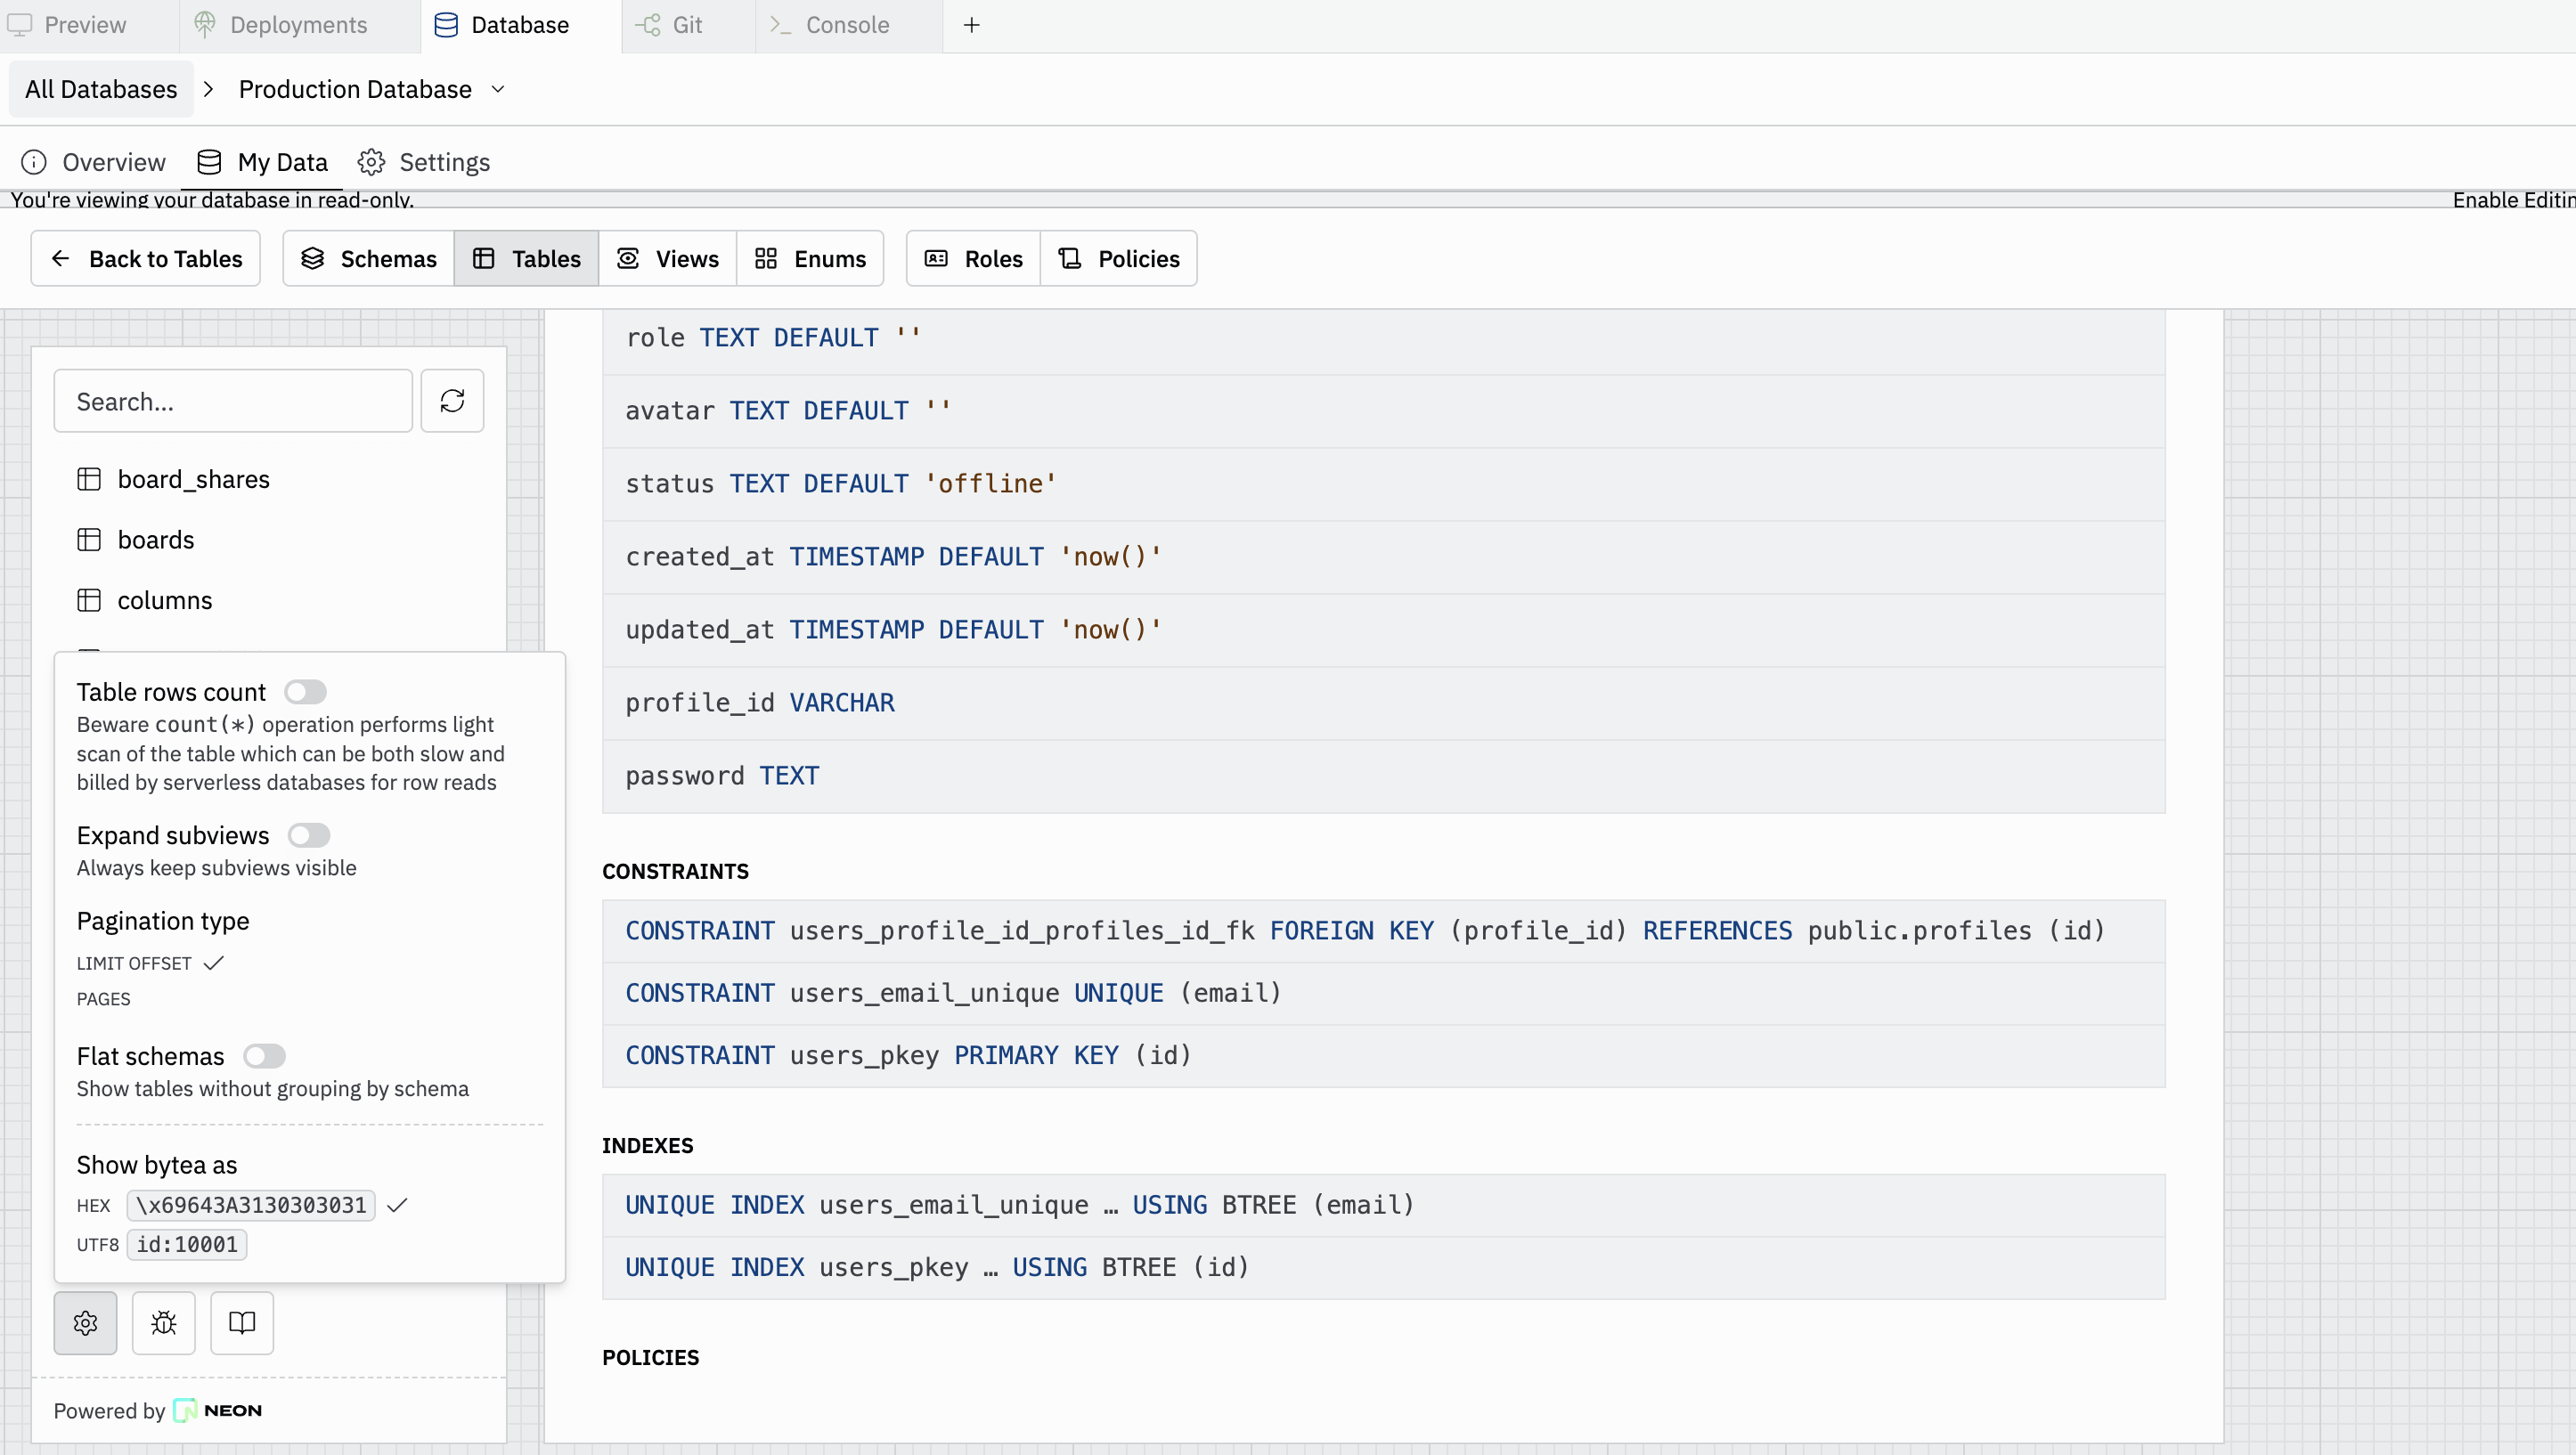 Preview
Deployments
Database
Git
Console
All Databases
Production Database
Overview
My Data
Settings
You're viewing your database in read-only.
Enable Editin
Back to Tables
Schemas
Tables
Views
Enums
Roles
Policies
Search...
board_shares
boards
columns
Table rows count
Beware count(*) operation performs light
scan of the table which can be both slow and
billed by serverless databases for row reads
Expand subviews
Always keep subviews visible
Pagination type
LIMIT OFFSET
PAGES
Flat schemas
Show tables without grouping by schema
Show bytea as
HEX \x69643A3130303031
UTF8 id:10001
Powered by NEON
role TEXT DEFAULT ''
avatar TEXT DEFAULT ''
status TEXT DEFAULT 'offline'
created_at TIMESTAMP DEFAULT 'now()'
updated_at TIMESTAMP DEFAULT 'now()'
profile_id VARCHAR
password TEXT
CONSTRAINTS
CONSTRAINT users_profile_id_profiles_id_fk FOREIGN KEY (profile_id) REFERENCES public.profiles (id)
CONSTRAINT users_email_unique UNIQUE (email)
CONSTRAINT users_pkey PRIMARY KEY (id)
INDEXES
UNIQUE INDEX users_email_unique … USING BTREE (email)
UNIQUE INDEX users_pkey … USING BTREE (id)
POLICIES